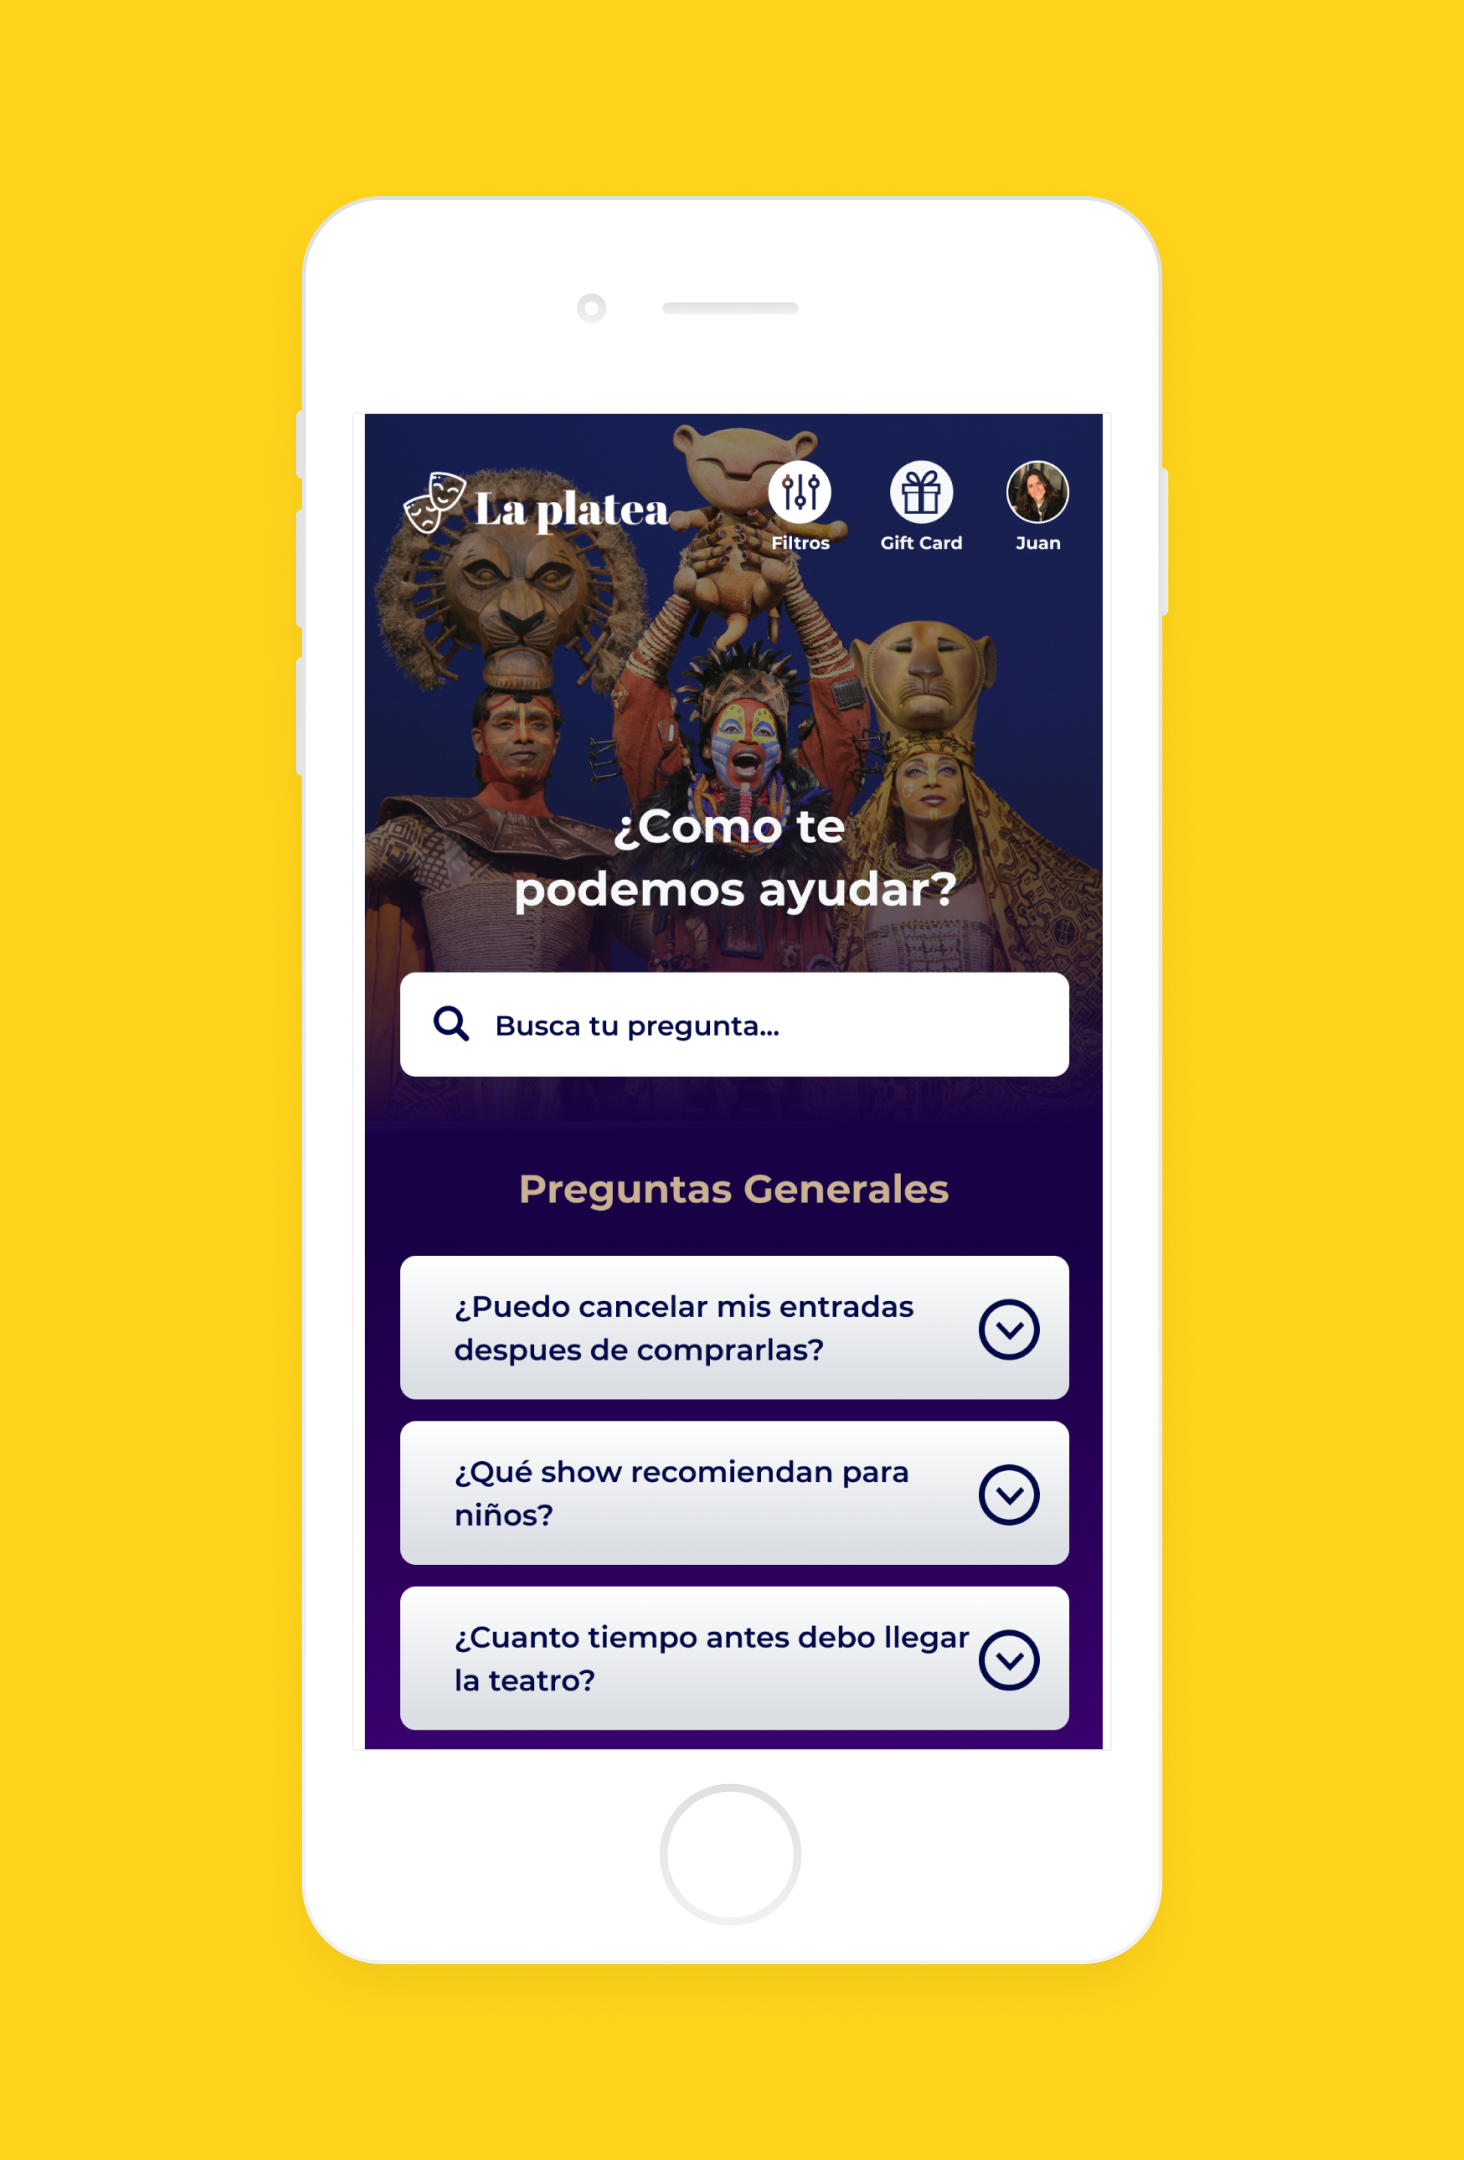 La platea
Filtros
Gift Card
Juan
¿Como te
podemos ayudar?
Busca tu pregunta...
Preguntas Generales
¿Puedo cancelar mis entradas
despues de comprarlas?
¿Qué show recomiendan para
niños?
¿Cuanto tiempo antes debo llegar
la teatro?